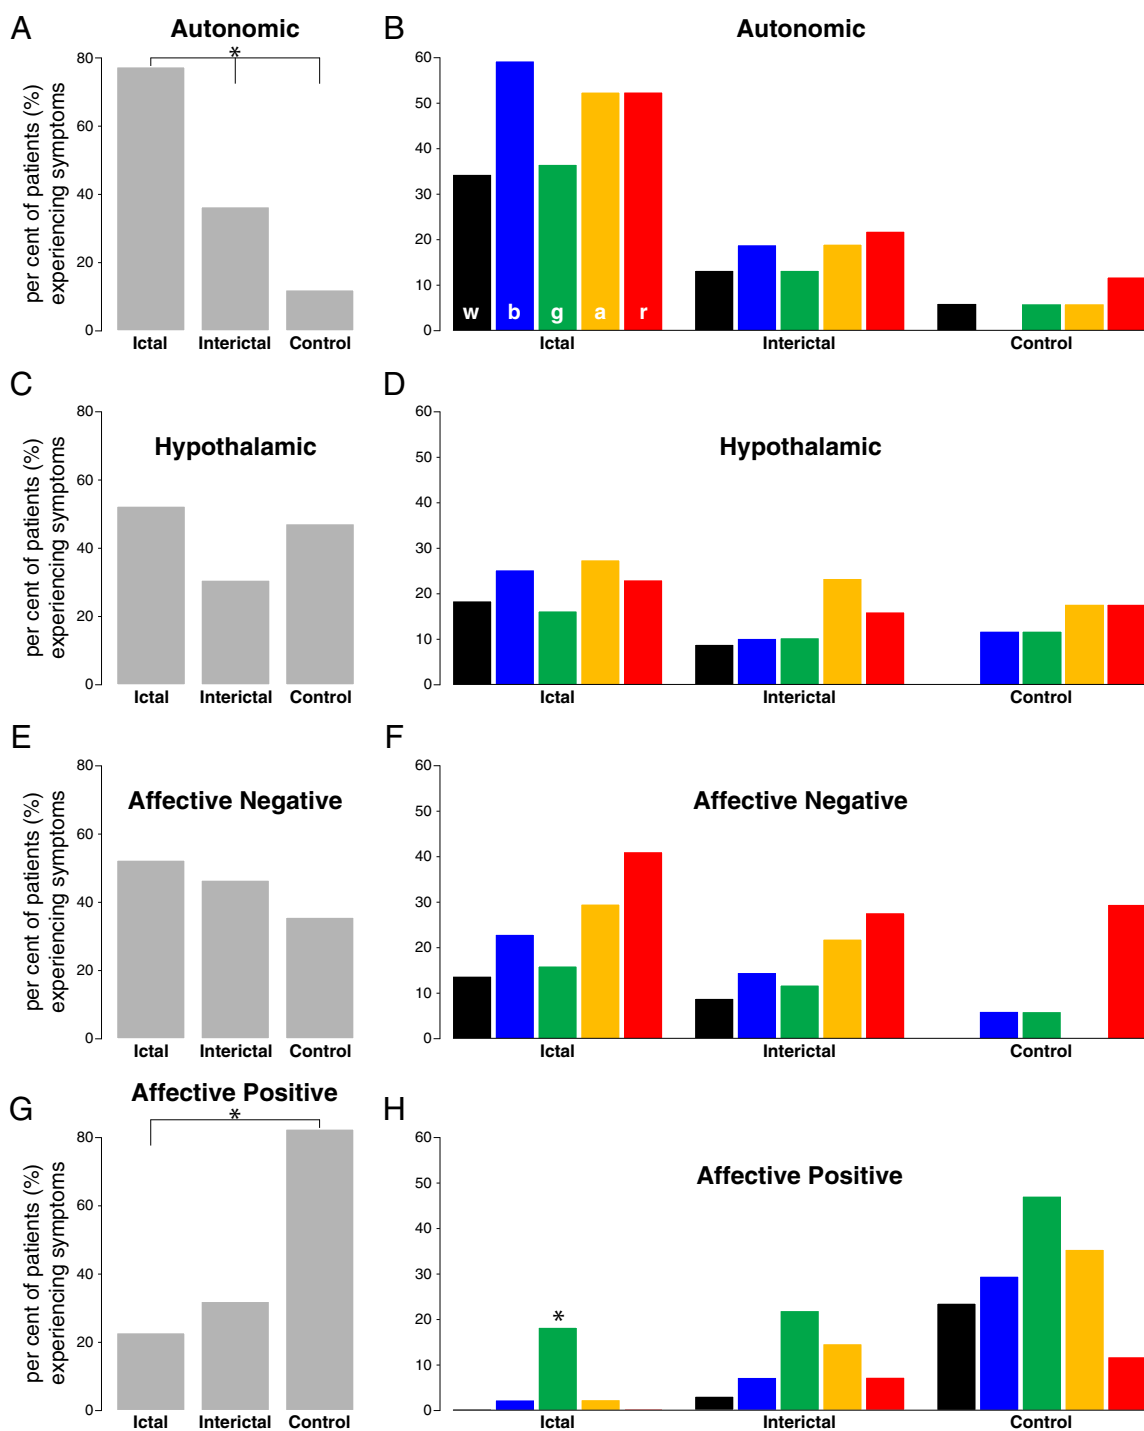 A
Autonomic
*
per cent of patients (%)
experiencing symptoms
80
60
40
20
0
Ictal Interictal Control
B
Autonomic
60
50
40
30
20
10
0
w b g a r
Ictal Interictal Control
C
Hypothalamic
per cent of patients (%)
experiencing symptoms
80
60
40
20
0
Ictal Interictal Control
D
Hypothalamic
60
50
40
30
20
10
0
Ictal Interictal Control
E
Affective Negative
per cent of patients (%)
experiencing symptoms
80
60
40
20
0
Ictal Interictal Control
F
Affective Negative
60
50
40
30
20
10
0
Ictal Interictal Control
G
Affective Positive
*
per cent of patients (%)
experiencing symptoms
80
60
40
20
0
Ictal Interictal Control
H
Affective Positive
60
50
40
30
20
10
0
*
Ictal Interictal Control